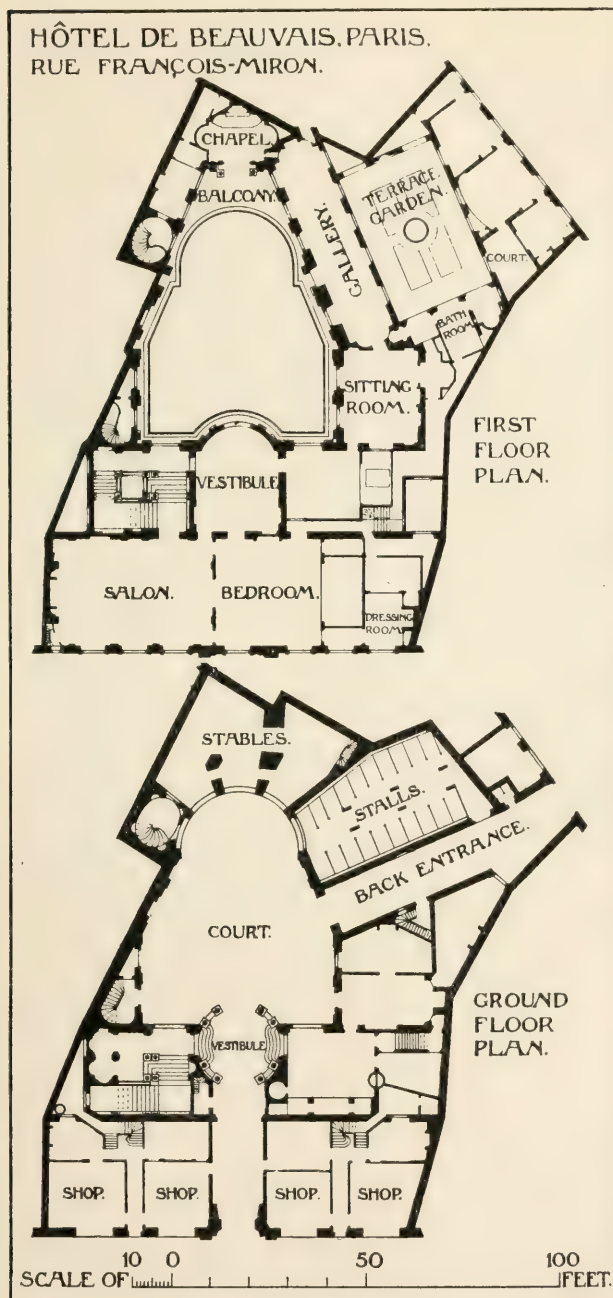 HÔTEL DE BEAUVAIS. PARIS.
RUE FRANÇOIS-MIRON.
CHAPEL
BALCONY.
GALLERY.
TERRACE
GARDEN.
COURT.
BATH
ROOM
SITTING
ROOM.
FIRST
FLOOR
PLAN.
VESTIBULE
SALON.
BEDROOM.
DRESSING
ROOM.
STABLES.
STALLS.
BACK ENTRANCE.
COURT.
VESTIBULE
GROUND
FLOOR
PLAN.
SHOP.
SHOP.
SHOP.
SHOP.
10 0 50 100
SCALE OF FEET.